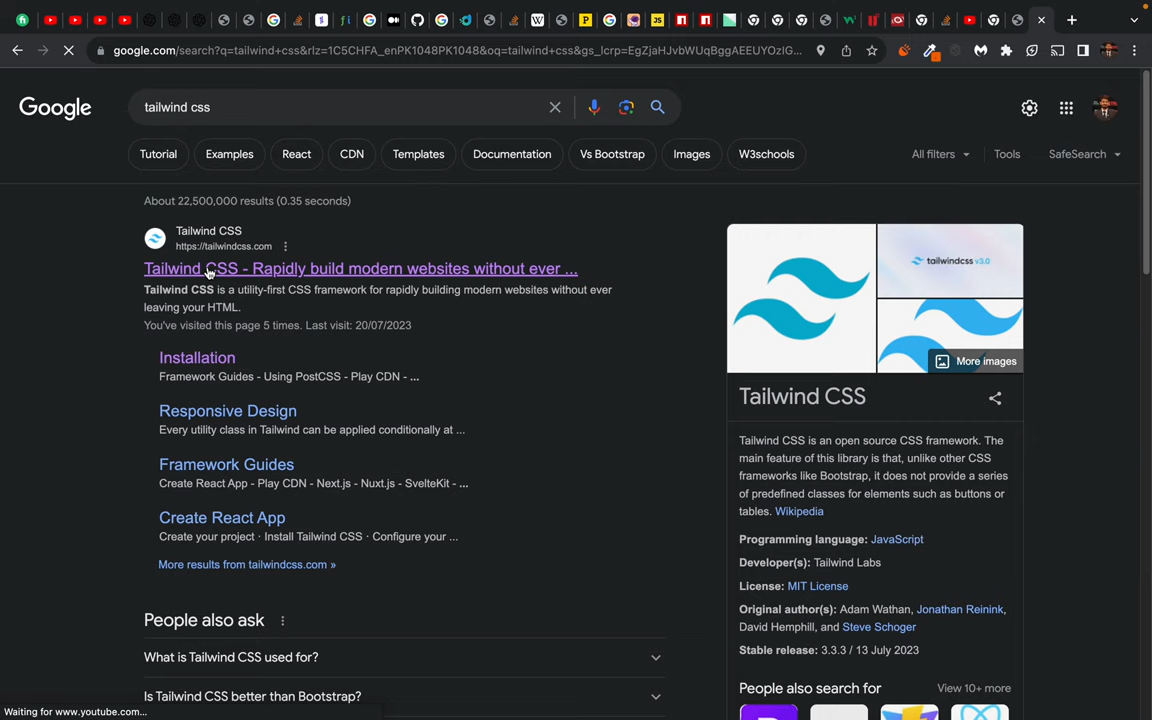 google.com/search?q=tailwind+css&rlz=1C5CHFA_enPK1048PK1048&oq=tailwind+css&gs_lcrp=EgZjaHJvbWUqBggAEEUYOzIG...
Google
tailwind css
Tutorial
Examples
React
CDN
Templates
Documentation
Vs Bootstrap
Images
W3schools
All filters
Tools
SafeSearch
About 22,500,000 results (0.35 seconds)
Tailwind CSS
https://tailwindcss.com
Tailwind CSS - Rapidly build modern websites without ever ...
Tailwind CSS is a utility-first CSS framework for rapidly building modern websites without ever
leaving your HTML.
You've visited this page 5 times. Last visit: 20/07/2023
Installation
Framework Guides - Using PostCSS - Play CDN - ...
Responsive Design
Every utility class in Tailwind can be applied conditionally at ...
Framework Guides
Create React App - Play CDN - Next.js - Nuxt.js - SvelteKit - ...
Create React App
Create your project · Install Tailwind CSS · Configure your ...
More results from tailwindcss.com »
People also ask
What is Tailwind CSS used for?
Is Tailwind CSS better than Bootstrap?
Waiting for www.youtube.com...
tailwindcss v3.0
More images
Tailwind CSS
Tailwind CSS is an open source CSS framework. The
main feature of this library is that, unlike other CSS
frameworks like Bootstrap, it does not provide a series
of predefined classes for elements such as buttons or
tables. Wikipedia
Programming language: JavaScript
Developer(s): Tailwind Labs
License: MIT License
Original author(s): Adam Wathan, Jonathan Reinink,
David Hemphill, and Steve Schoger
Stable release: 3.3.3 / 13 July 2023
People also search for
View 10+ more